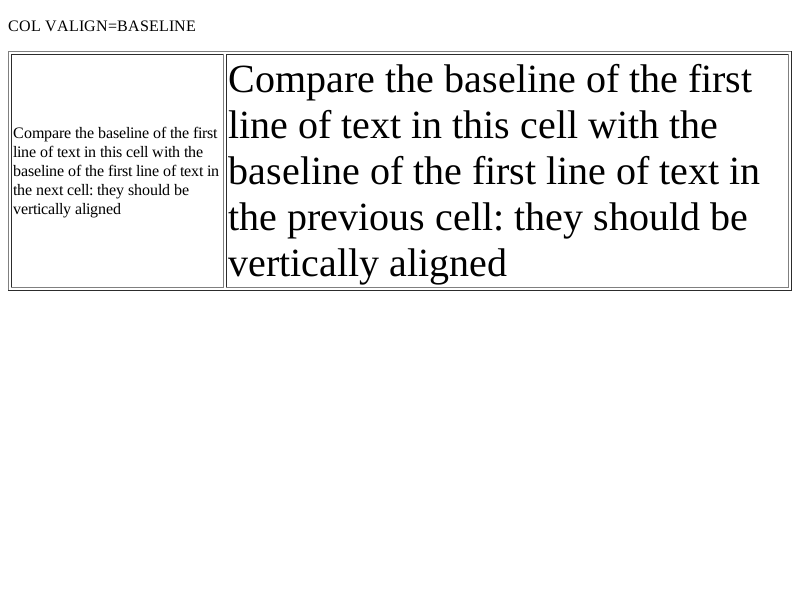 COL VALIGN=BASELINE
Compare the baseline of the first
line of text in this cell with the
baseline of the first line of text in
the next cell: they should be
vertically aligned
Compare the baseline of the first
line of text in this cell with the
baseline of the first line of text in
the previous cell: they should be
vertically aligned